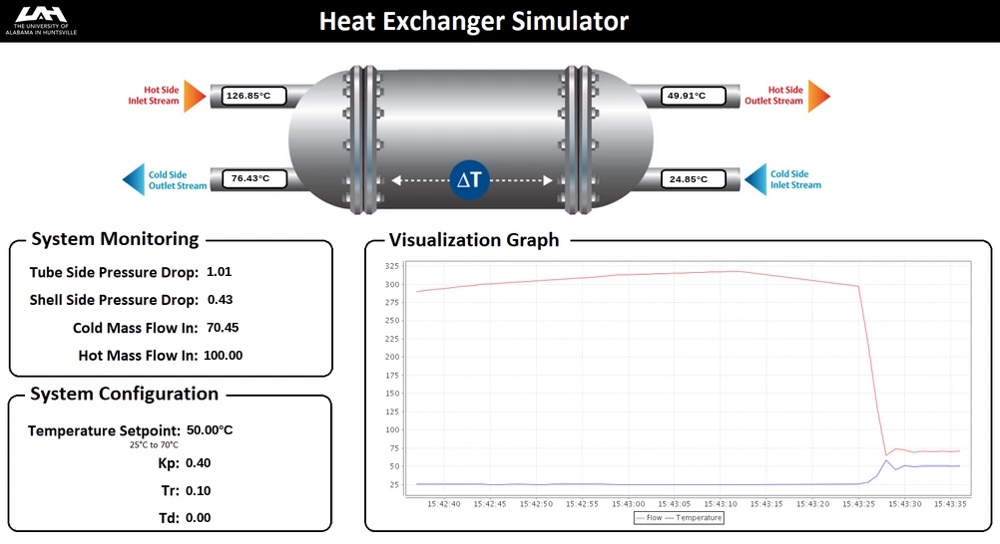 UAH
THE UNIVERSITY OF
ALABAMA IN HUNTSVILLE
Heat Exchanger Simulator
Hot Side
Inlet Stream
126.85°C
49.91°C
Hot Side
Outlet Stream
Cold Side
Outlet Stream
76.43°C
ΔT
24.85°C
Cold Side
Inlet Stream
System Monitoring
Tube Side Pressure Drop: 1.01
Shell Side Pressure Drop: 0.43
Cold Mass Flow In: 70.45
Hot Mass Flow In: 100.00
System Configuration
Temperature Setpoint: 50.00°C
25°C to 70°C
Kp: 0.40
Tr: 0.10
Td: 0.00
Visualization Graph
325
300
275
250
225
200
175
150
125
100
75
50
25
15:42:40 15:42:45 15:42:50 15:42:55 15:43:00 15:43:05 15:43:10 15:43:15 15:43:20 15:43:25 15:43:30 15:43:35
Flow Temperature